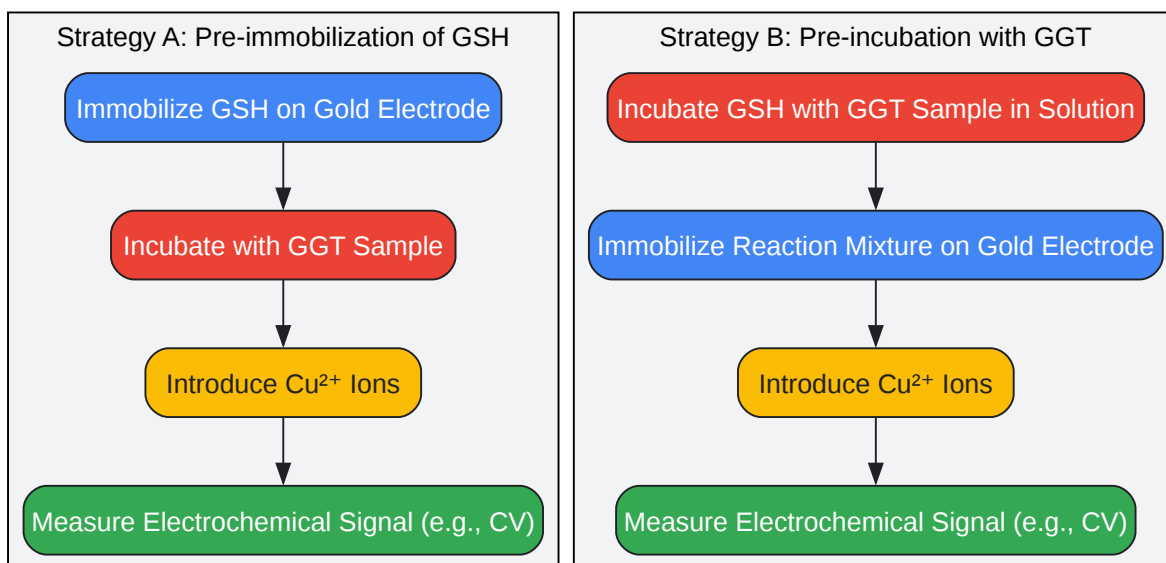 Strategy A: Pre-immobilization of GSH
Immobilize GSH on Gold Electrode
Incubate with GGT Sample
Introduce Cu²⁺ Ions
Measure Electrochemical Signal (e.g., CV)
Strategy B: Pre-incubation with GGT
Incubate GSH with GGT Sample in Solution
Immobilize Reaction Mixture on Gold Electrode
Introduce Cu²⁺ Ions
Measure Electrochemical Signal (e.g., CV)